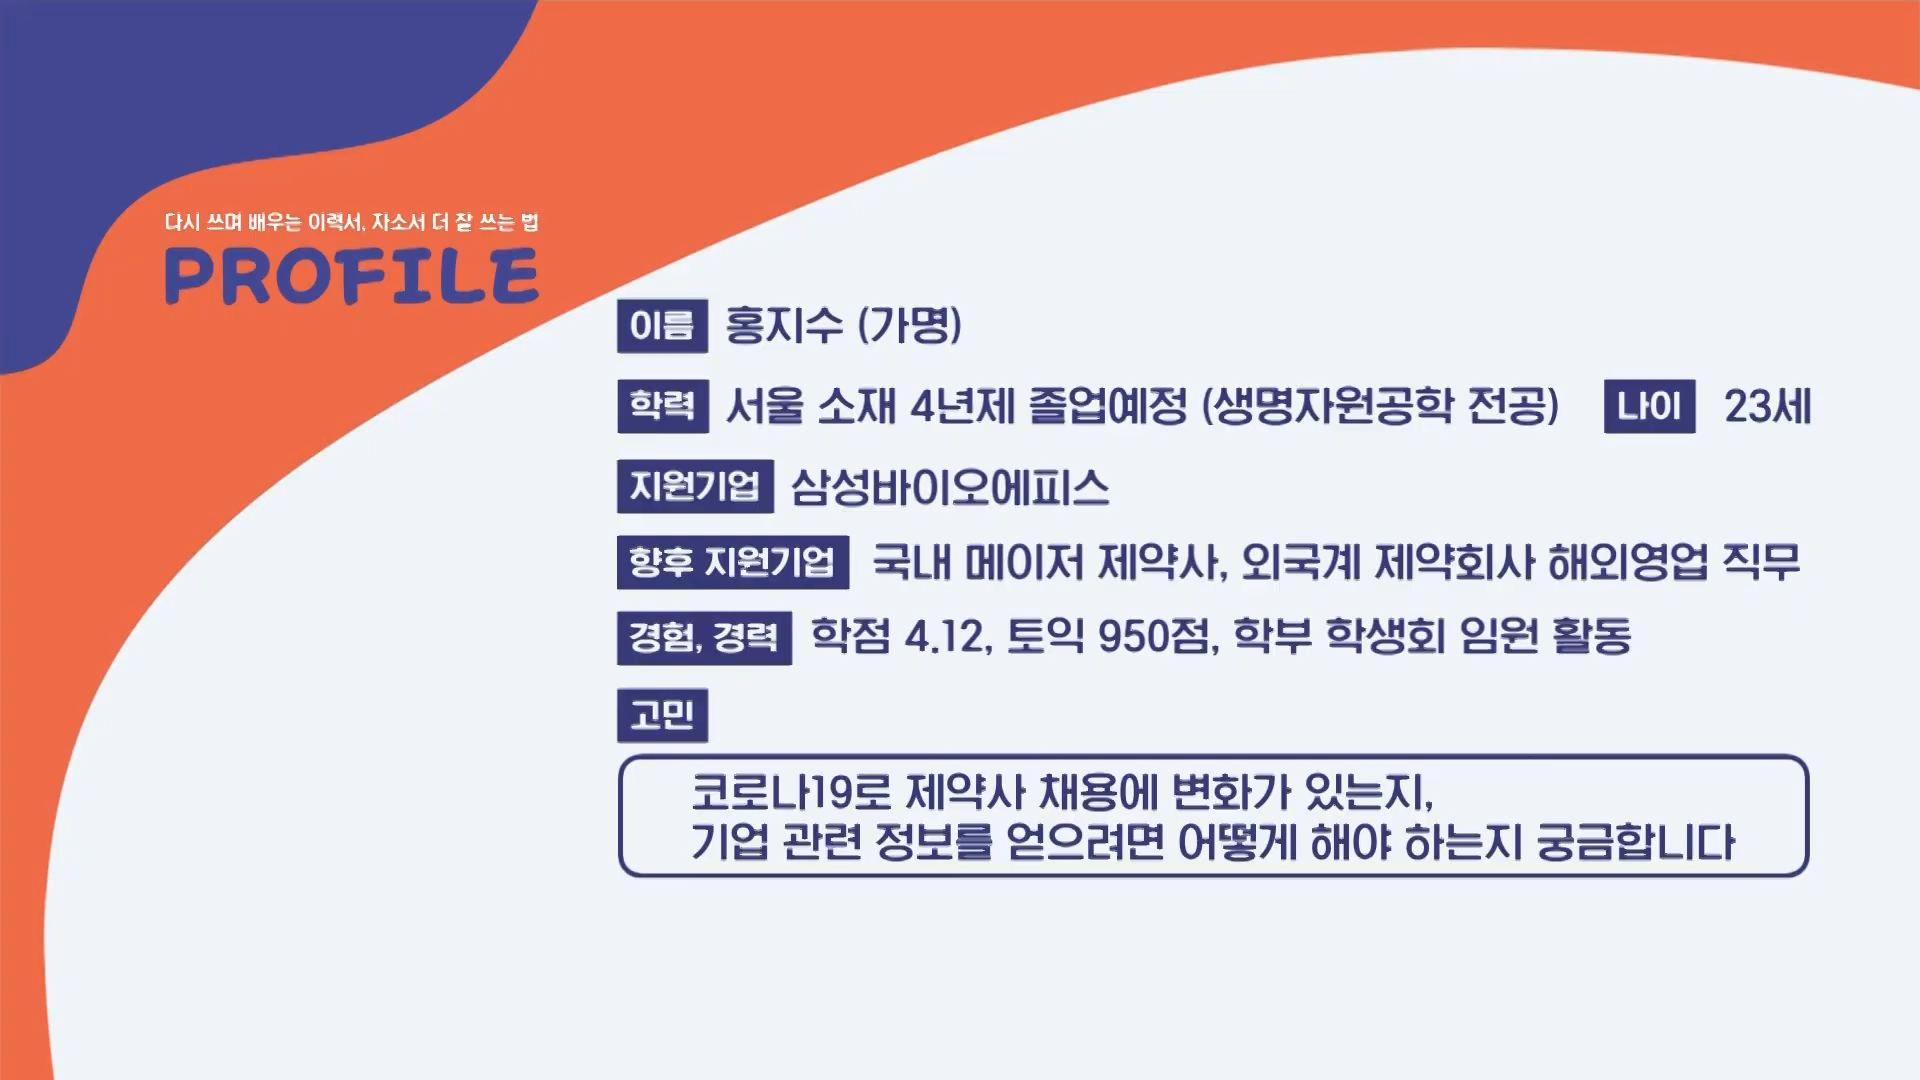 다시 쓰며 배우는 이력서, 자소서 더 잘 쓰는 법
PROFILE
이름 홍지수 (가명)
학력 서울 소재 4년제 졸업예정 (생명자원공학 전공) 나이 23세
지원기업 삼성바이오에피스
향후 지원기업 국내 메이저 제약사, 외국계 제약회사 해외영업 직무
경험, 경력 학점 4.12, 토익 950점, 학부 학생회 임원 활동
고민
코로나19로 제약사 채용에 변화가 있는지,
기업 관련 정보를 얻으려면 어떻게 해야 하는지 궁금합니다